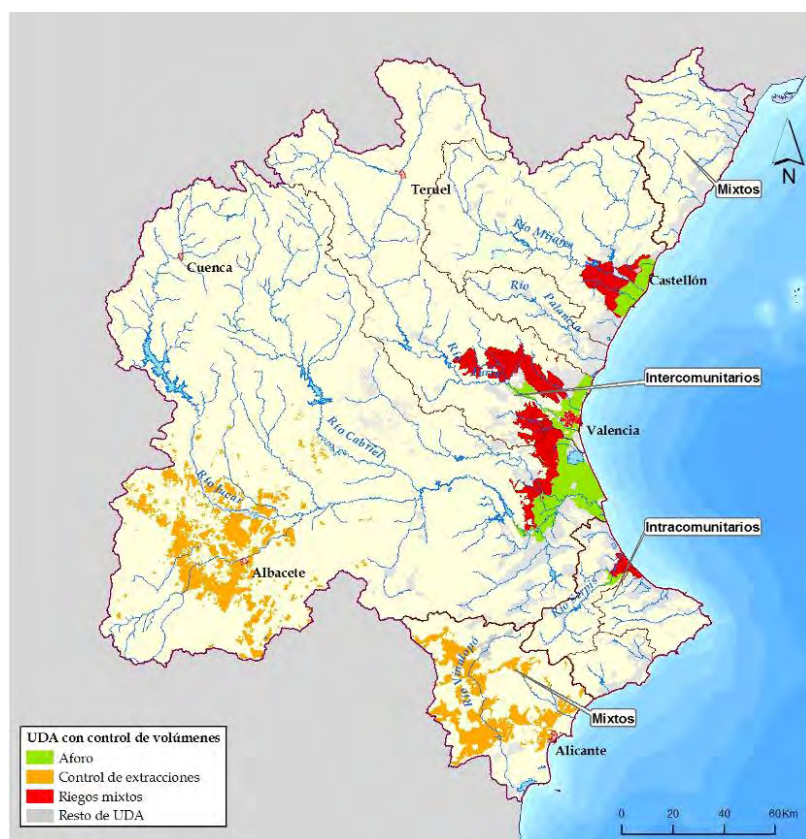 Teruel
N
Mixtos
Río Mijares
Cuenca
Castellón
Río Palancia
Intercomunitarios
Río
Valencia
Río Cabriel
Río Júcar
Intracomunitarios
Albacete
Río Serpis
Río Vinalopó
Mixtos
Alicante
UDA con control de volúmenes
Aforo
Control de extracciones
Riegos mixtos
Resto de UDA
0 20 40 60 Km